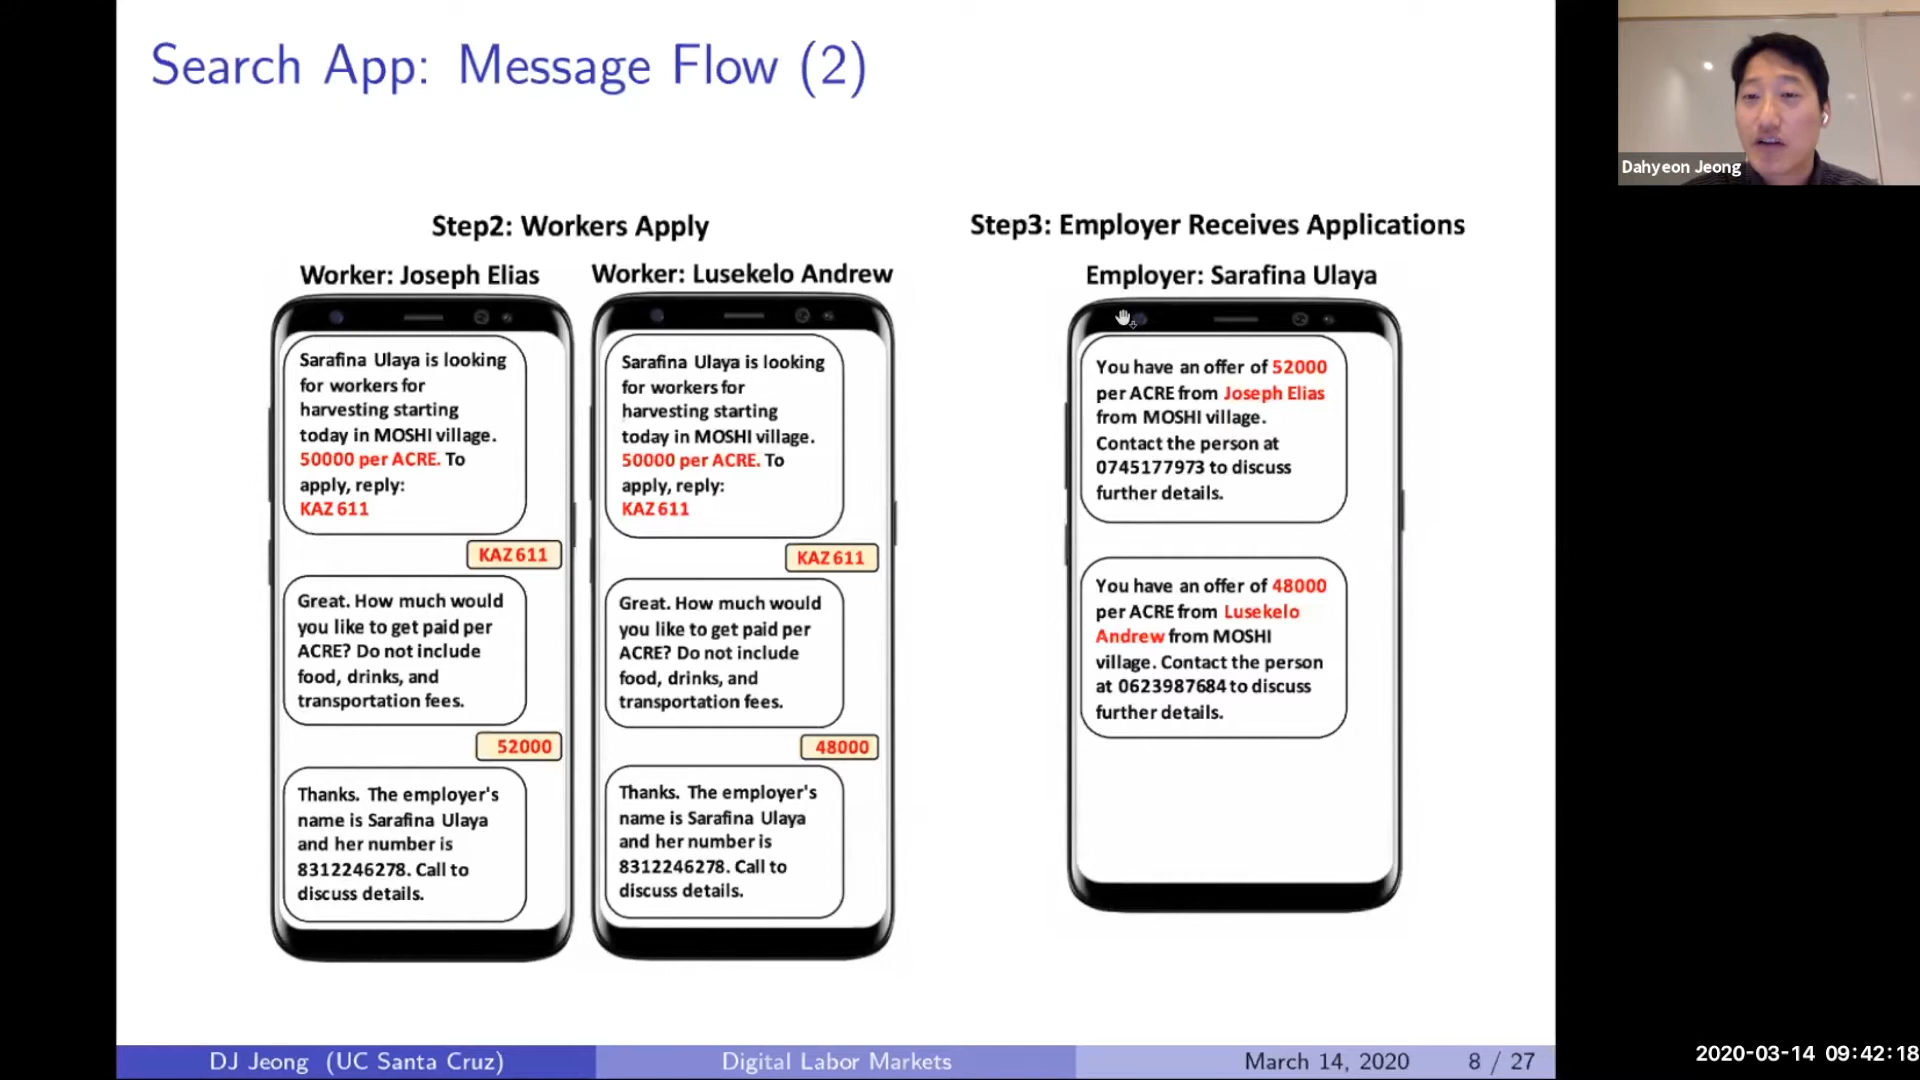 Search App: Message Flow (2)
Step2: Workers Apply
Worker: Joseph Elias
Sarafina Ulaya is looking
for workers for
harvesting starting
today in MOSHI village.
50000 per ACRE. To
apply, reply:
KAZ 611
KAZ 611
Great. How much would
you like to get paid per
ACRE? Do not include
food, drinks, and
transportation fees.
52000
Thanks. The employer's
name is Sarafina Ulaya
and her number is
8312246278. Call to
discuss details.
Worker: Lusekelo Andrew
Sarafina Ulaya is looking
for workers for
harvesting starting
today in MOSHI village.
50000 per ACRE. To
apply, reply:
KAZ 611
KAZ 611
Great. How much would
you like to get paid per
ACRE? Do not include
food, drinks, and
transportation fees.
48000
Thanks. The employer's
name is Sarafina Ulaya
and her number is
8312246278. Call to
discuss details.
Step3: Employer Receives Applications
Employer: Sarafina Ulaya
You have an offer of 52000
per ACRE from Joseph Elias
from MOSHI village.
Contact the person at
0745177973 to discuss
further details.
You have an offer of 48000
per ACRE from Lusekelo
Andrew from MOSHI
village. Contact the person
at 0623987684 to discuss
further details.
DJ Jeong (UC Santa Cruz)
Digital Labor Markets
March 14, 2020
8 / 27
Dahyeon Jeong
2020-03-14 09:42:18